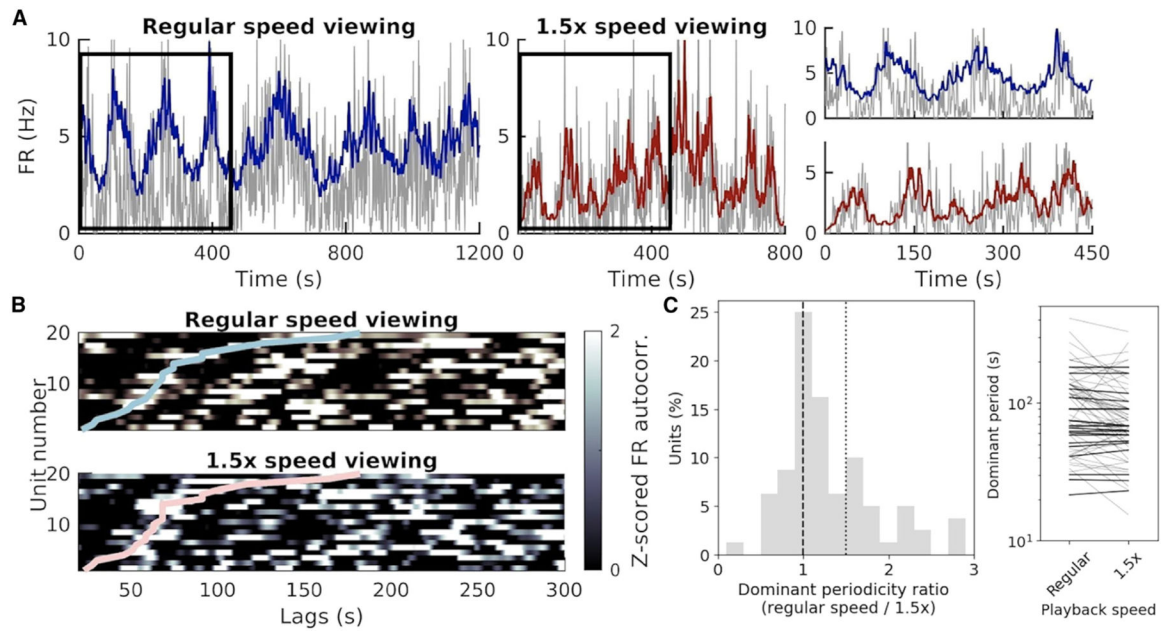 A
Regular speed viewing
1.5x speed viewing
FR (Hz)
10
5
0
0
400
800
1200
Time (s)
10
5
0
0
400
800
Time (s)
10
5
0
5
0
0
150
300
450
Time (s)
B
Regular speed viewing
Unit number
20
10
1.5x speed viewing
20
10
50
100
150
200
250
300
Lags (s)
2
0
Z-scored FR autocorr.
C
Units (%)
25
20
15
10
5
0
0
1
2
3
Dominant periodicity ratio
(regular speed / 1.5x)
Dominant period (s)
10²
10¹
Regular
1.5x
Playback speed